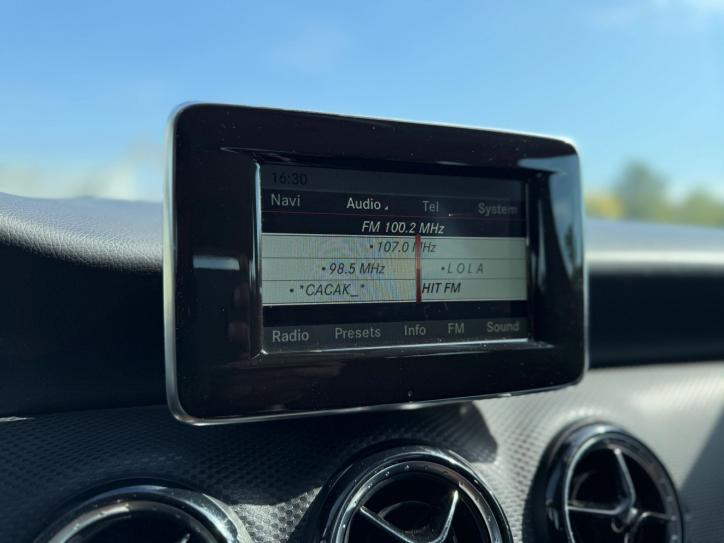 16:30
Navi Audio Tel System
FM 100.2 MHz
• 107.0 MHz
• 98.5 MHz • LOLA
• *CACAK_* HIT FM
Radio Presets Info FM Sound